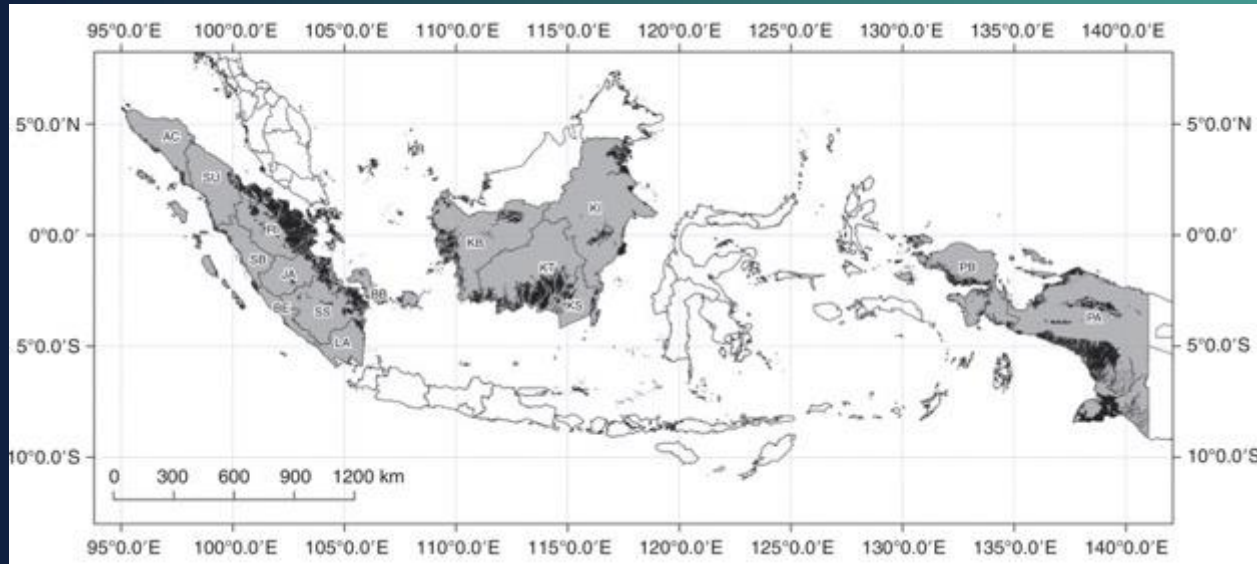 95°0.0'E 100°0.0'E 105°0.0'E 110°0.0'E 115°0.0'E 120°0.0'E 125°0.0'E 130°0.0'E 135°0.0'E 140°0.0'E
5°0.0'N 5°0.0'N
AC
SU
KR
RI
KI
0°0.0' 0°0.0'
SB
KB
JA
KT
PB
BB
BE
SS
KS
PA
LA
5°0.0'S 5°0.0'S
10°0.0'S 10°0.0'S
0 300 600 900 1200 km
95°0.0'E 100°0.0'E 105°0.0'E 110°0.0'E 115°0.0'E 120°0.0'E 125°0.0'E 130°0.0'E 135°0.0'E 140°0.0'E